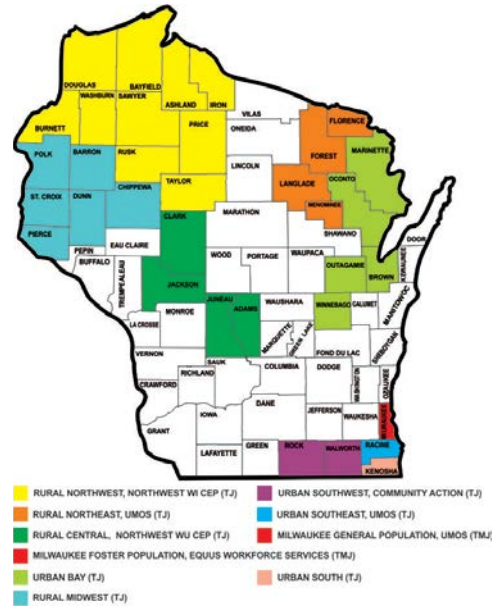 DOUGLAS
BAYFIELD
WASHBURN
SAWYER
ASHLAND
IRON
VILAS
BURNETT
PRICE
ONEIDA
FLORENCE
POLK
BARRON
RUSK
FOREST
MARINETTE
LINCOLN
ST. CROIX
DUNN
CHIPPEWA
TAYLOR
LANGLADE
OCONTO
MENOMINEE
CLARK
MARATHON
PIERCE
PEPIN
EAU CLAIRE
SHAWANO
DOOR
BUFFALO
TREMPEALEAU
WOOD
PORTAGE
WAUPACA
OUTAGAMIE
BROWN
KEWAUNEE
JACKSON
JUNEAU
ADAMS
WAUSHARA
WINNEBAGO
CALUMET
MANITOWOC
LA CROSSE
MONROE
MARQUETTE
GREEN LAKE
FOND DU LAC
SHEBOYGAN
VERNON
SAUK
COLUMBIA
DODGE
WASHINGTON
OZAUKEE
CRAWFORD
RICHLAND
IOWA
DANE
JEFFERSON
WAUKESHA
MILWAUKEE
GRANT
LAFAYETTE
GREEN
ROCK
WALWORTH
RACINE
KENOSHA
RURAL NORTHWEST, NORTHWEST WI CEP (TJ)
RURAL NORTHEAST, UMOS (TJ)
RURAL CENTRAL, NORTHWEST WU CEP (TJ)
MILWAUKEE FOSTER POPULATION, EQUUS WORKFORCE SERVICES (TMJ)
URBAN BAY (TJ)
RURAL MIDWEST (TJ)
URBAN SOUTHWEST, COMMUNITY ACTION (TJ)
URBAN SOUTHEAST, UMOS (TJ)
MILWAUKEE GENERAL POPULATION, UMOS (TMJ)
URBAN SOUTH (TJ)